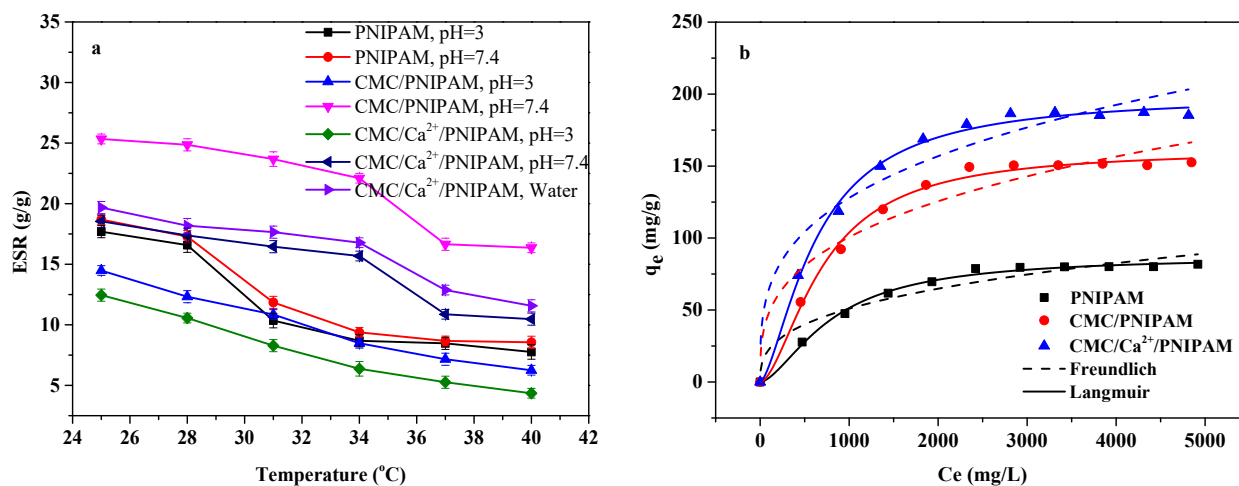 35
30
25
20
15
10
5
ESR (g/g)
a
PNIPAM, pH=3
PNIPAM, pH=7.4
CMC/PNIPAM, pH=3
CMC/PNIPAM, pH=7.4
CMC/Ca²⁺/PNIPAM, pH=3
CMC/Ca²⁺/PNIPAM, pH=7.4
CMC/Ca²⁺/PNIPAM, Water
24 26 28 30 32 34 36 38 40 42
Temperature (°C)
250
200
150
100
50
0
qₑ (mg/g)
b
PNIPAM
CMC/PNIPAM
CMC/Ca²⁺/PNIPAM
Freundlich
Langmuir
0 1000 2000 3000 4000 5000
Ce (mg/L)